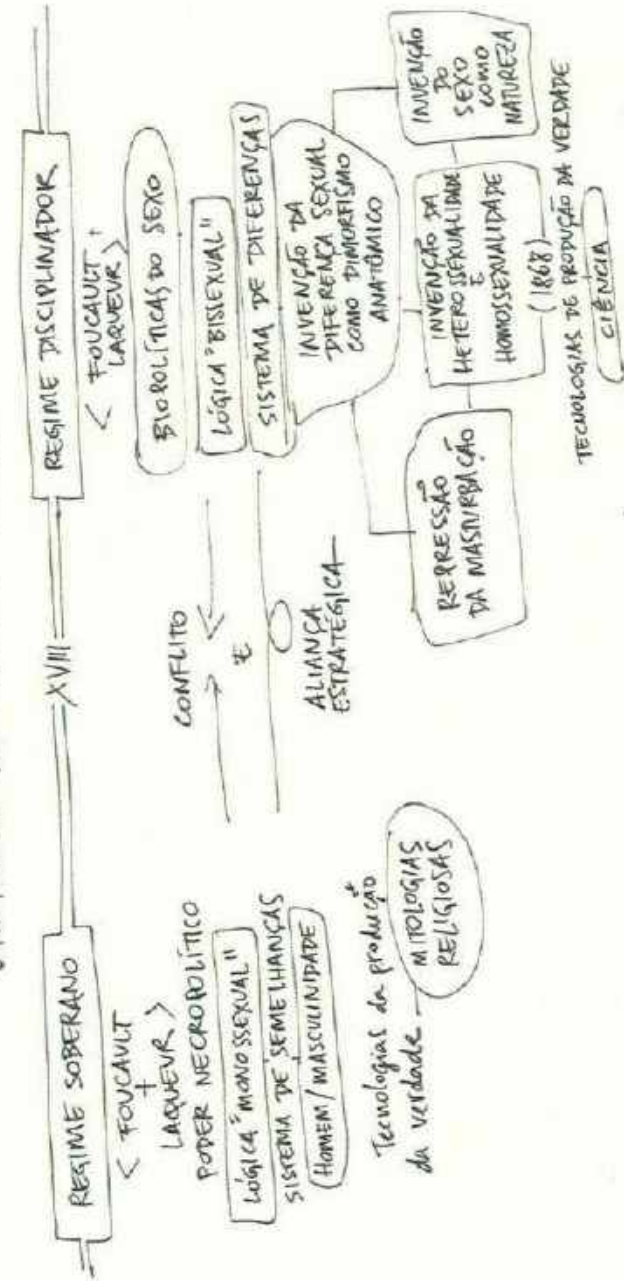 REGIME SOBERANO
< FOUCAULT
+
LAQUEUR >
PODER NECROPOLÍTICO
LÓGICA "MONOSSEXUAL"
SISTEMA DE SEMELHANÇAS
HOMEM/MASCULINIDADE
Tecnologias da produção
da verdade
MITOLOGIAS
RELIGIOSAS
XVIII
CONFLITO
E
ALIANÇA
ESTRATÉGICA
REGIME DISCIPLINADOR
< FOUCAULT +
LAQUEUR >
BIOPOLÍTICAS DO SEXO
LÓGICA "BISSEXUAL"
SISTEMA DE DIFERENÇAS
INVENÇÃO DA
DIFERENÇA SEXUAL
COMO DIMORFISMO
ANATÔMICO
REPRESSÃO
DA MASTURBAÇÃO
INVENÇÃO DA
HETEROSSEXUALIDADE
E
HOMOSSEXUALIDADE
(1868)
INVENÇÃO
DO
SEXO
COMO
NATUREZA
TECNOLOGIAS DE PRODUÇÃO DA VERDADE
CIÊNCIA